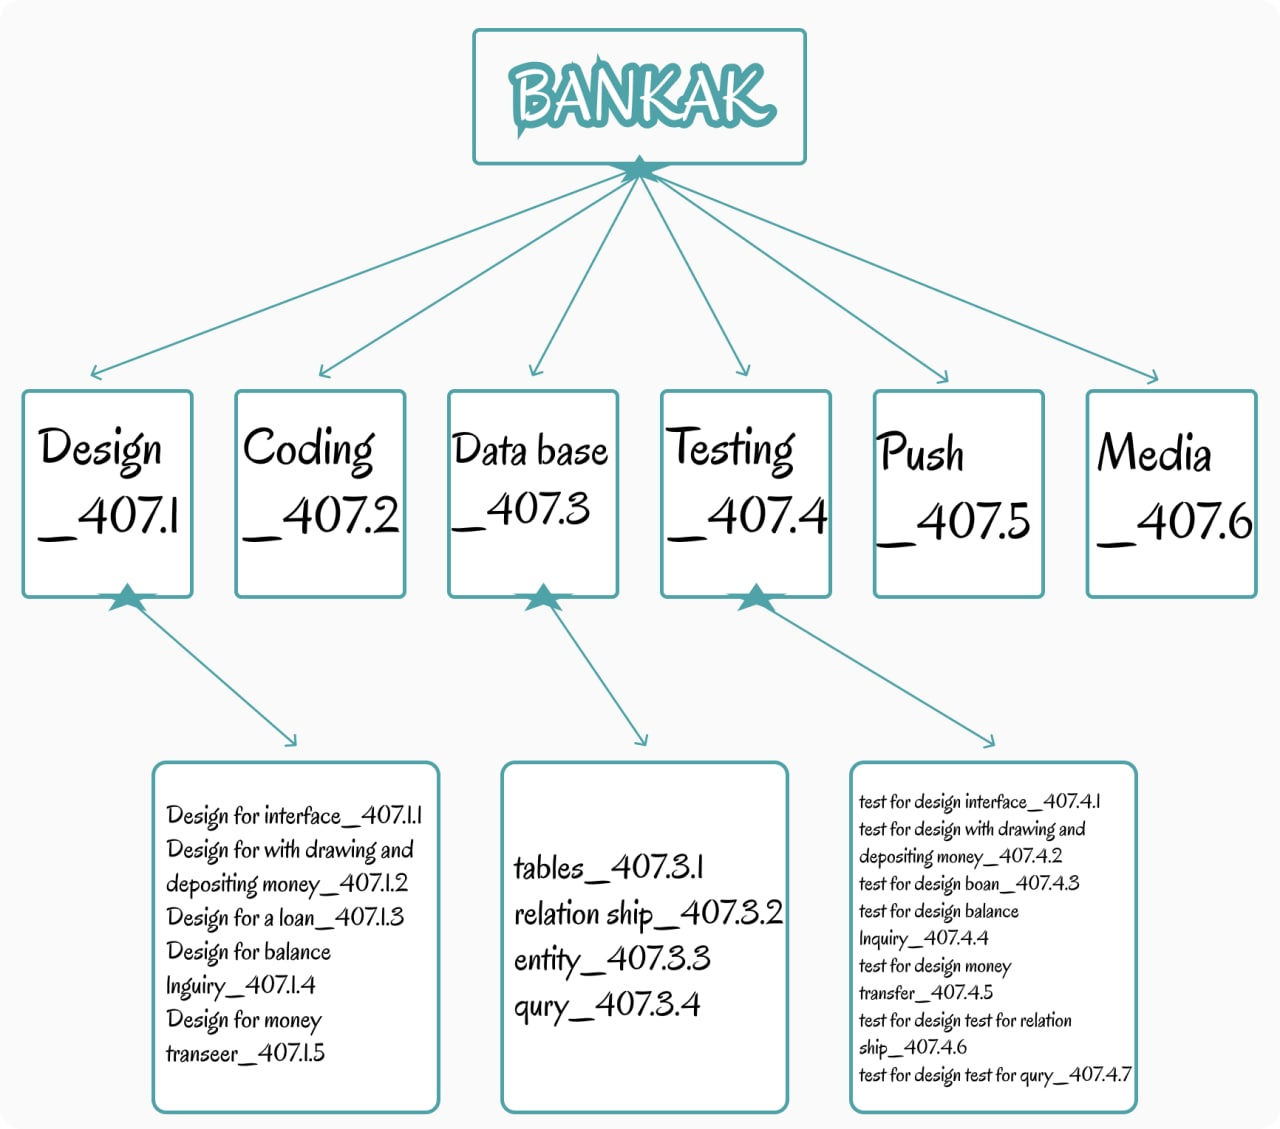 BANKAK
Design
_407.1
Coding
_407.2
Data base
_407.3
Testing
_407.4
Push
_407.5
Media
_407.6
Design for interface_407.1.1
Design for with drawing and
depositing money_407.1.2
Design for a loan_407.1.3
Design for balance
Inguiry_407.1.4
Design for money
transeer_407.1.5
tables_407.3.1
relation ship_407.3.2
entity_407.3.3
qury_407.3.4
test for design interface_407.4.1
test for design with drawing and
depositing money_407.4.2
test for design boan_407.4.3
test for design balance
Inquiry_407.4.4
test for design money
transfer_407.4.5
test for design test for relation
ship_407.4.6
test for design test for qury_407.4.7